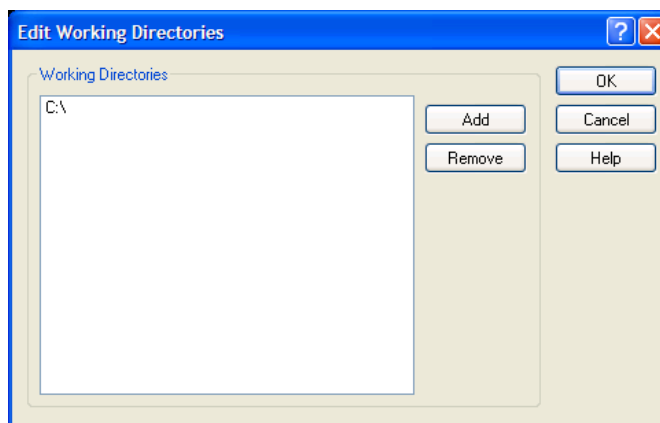 Edit Working Directories
?
Working Directories
C:\
Add
Remove
OK
Cancel
Help